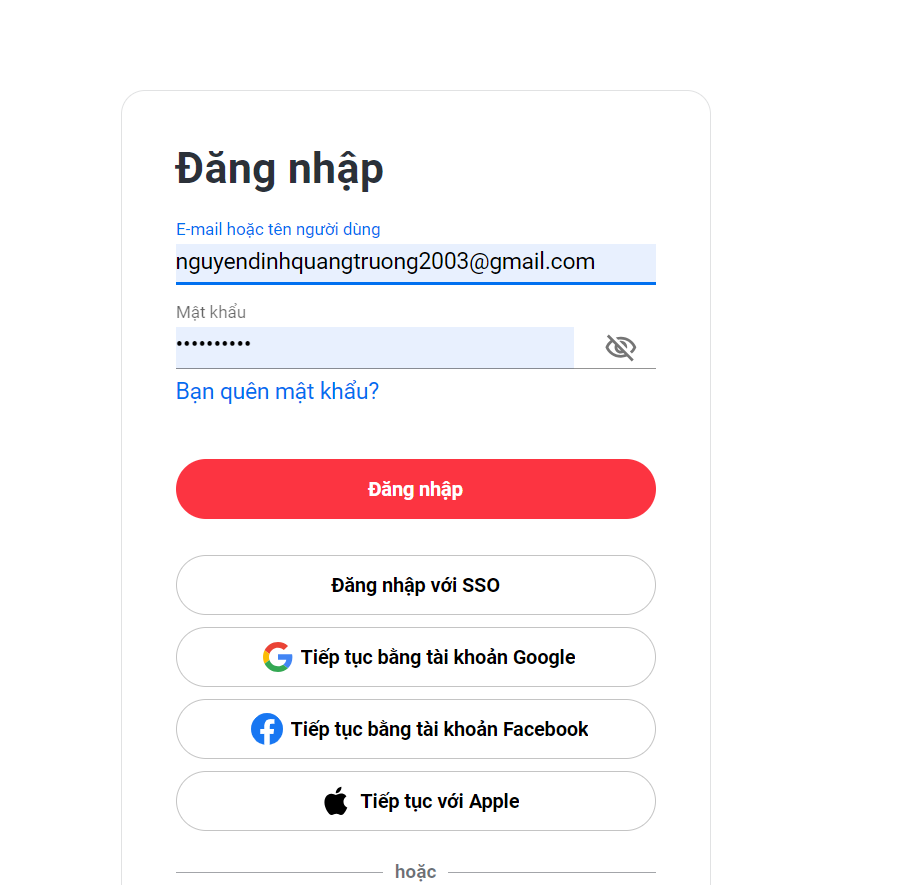 Đăng nhập
E-mail hoặc tên người dùng
nguyendinhquangtruong2003@gmail.com
Mật khẩu
••••••••••
Bạn quên mật khẩu?
Đăng nhập
Đăng nhập với SSO
Tiếp tục bằng tài khoản Google
Tiếp tục bằng tài khoản Facebook
Tiếp tục với Apple
hoặc